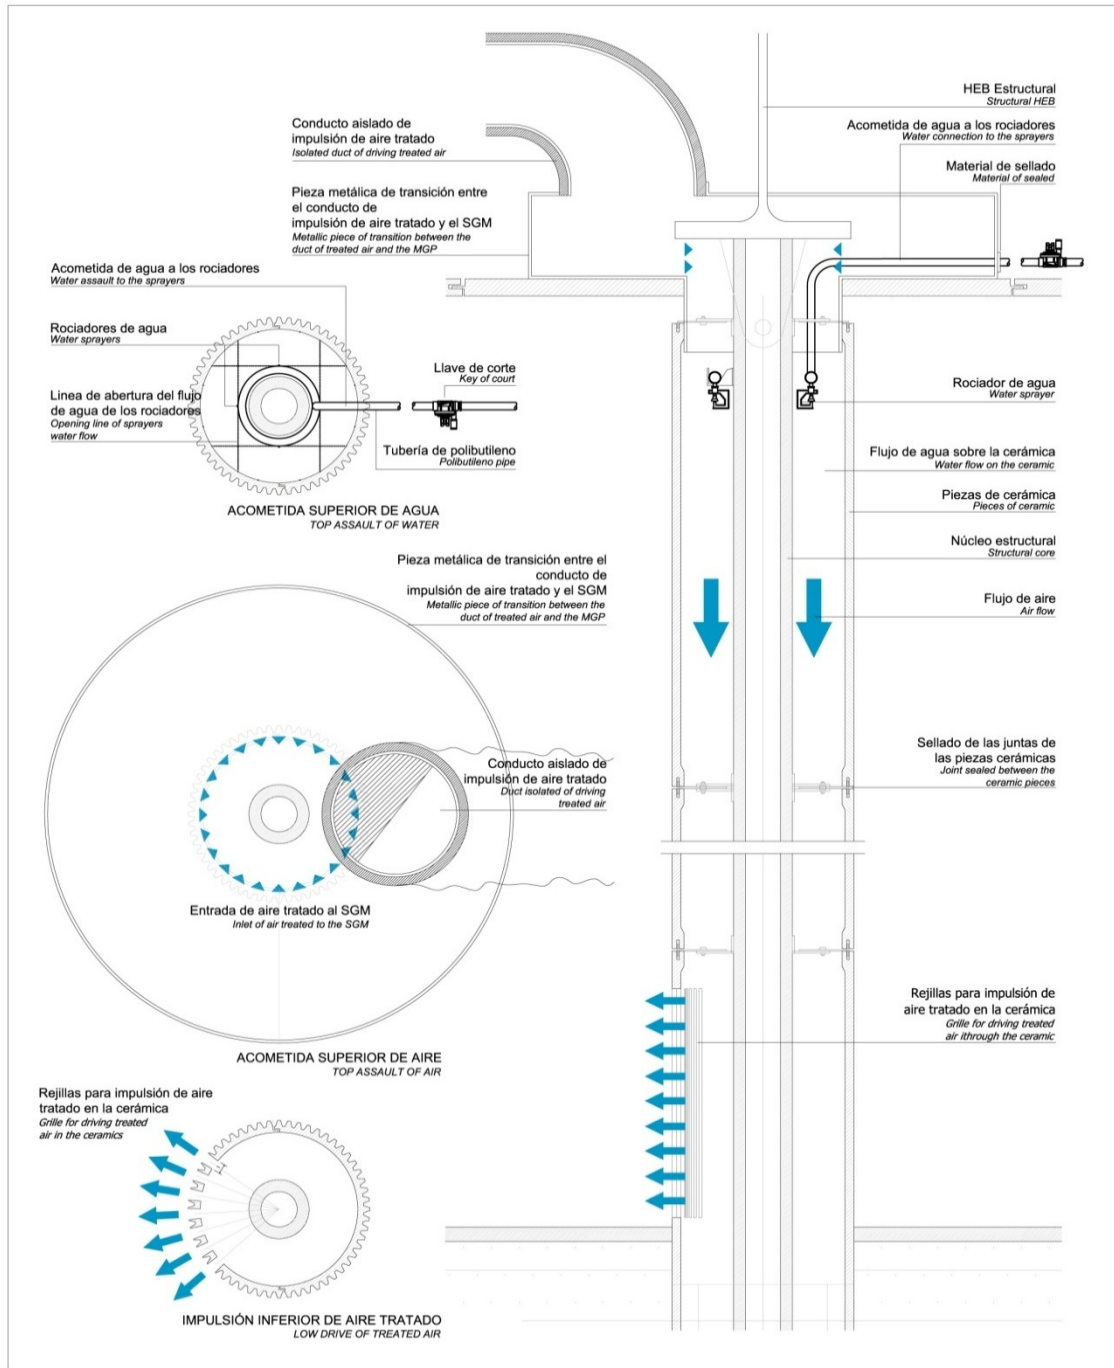 Conducto aislado de
impulsión de aire tratado
Isolated duct of driving treated air
Pieza metálica de transición entre
el conducto de
impulsión de aire tratado y el SGM
Metallic piece of transition between the
duct of treated air and the MGP
Acometida de agua a los rociadores
Water assault to the sprayers
Rociadores de agua
Water sprayers
Linea de abertura del flujo
de agua de los rociadores
Opening line of sprayers
water flow
Llave de corte
Key of court
Tubería de polibutileno
Polibutileno pipe
ACOMETIDA SUPERIOR DE AGUA
TOP ASSAULT OF WATER
Pieza metálica de transición entre el
conducto de
impulsión de aire tratado y el SGM
Metallic piece of transition between the
duct of treated air and the MGP
Conducto aislado de
impulsión de aire tratado
Duct isolated of driving
treated air
Entrada de aire tratado al SGM
Inlet of air treated to the SGM
ACOMETIDA SUPERIOR DE AIRE
TOP ASSAULT OF AIR
Rejillas para impulsión de aire
tratado en la cerámica
Grille for driving treated
air in the ceramics
IMPULSIÓN INFERIOR DE AIRE TRATADO
LOW DRIVE OF TREATED AIR
HEB Estructural
Structural HEB
Acometida de agua a los rociadores
Water connection to the sprayers
Material de sellado
Material of sealed
Rociador de agua
Water sprayer
Flujo de agua sobre la cerámica
Water flow on the ceramic
Piezas de cerámica
Pieces of ceramic
Núcleo estructural
Structural core
Flujo de aire
Air flow
Sellado de las juntas de
las piezas cerámicas
Joint sealed between the
ceramic pieces
Rejillas para impulsión de
aire tratado en la cerámica
Grille for driving treated
air ithrough the ceramic